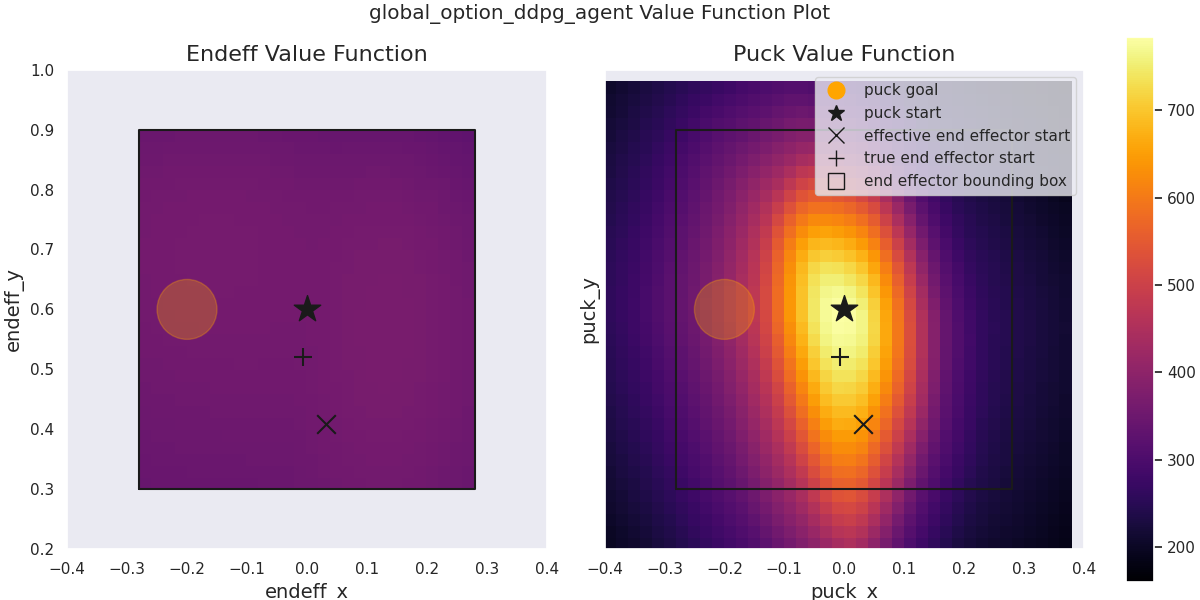 global_option_ddpg_agent Value Function Plot
Endeff Value Function
1.0
0.9
0.8
0.7
0.6
0.5
0.4
0.3
0.2
endeff_y
−0.4 −0.3 −0.2 −0.1 0.0 0.1 0.2 0.3 0.4
endeff_x
Puck Value Function
puck goal
puck start
effective end effector start
true end effector start
end effector bounding box
puck_y
−0.4 −0.3 −0.2 −0.1 0.0 0.1 0.2 0.3 0.4
puck_x
700
600
500
400
300
200